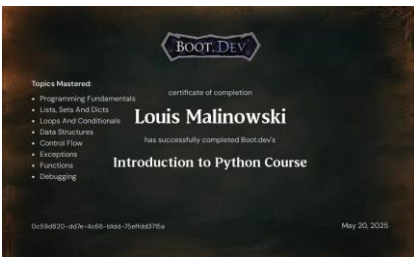 BOOT.DEV
Topics Mastered:
• Programming Fundamentals
• Lists, Sets And Dicts
• Loops And Conditionals
• Data Structures
• Control Flow
• Exceptions
• Functions
• Debugging
certificate of completion
Louis Malinowski
has successfully completed Boot.dev's
Introduction to Python Course
May 20, 2025